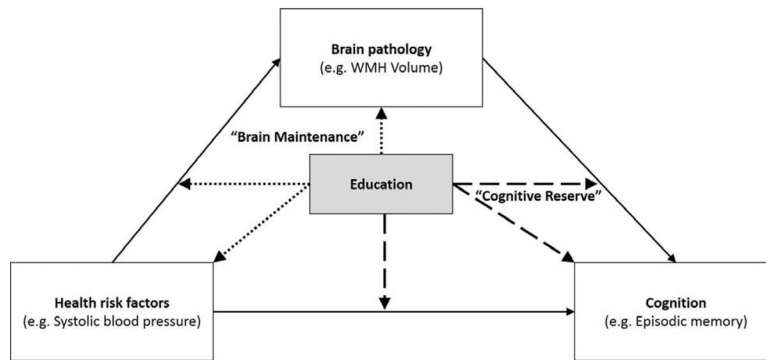 Brain pathology
(e.g. WMH Volume)
“Brain Maintenance”
Education
“Cognitive Reserve”
Health risk factors
(e.g. Systolic blood pressure)
Cognition
(e.g. Episodic memory)